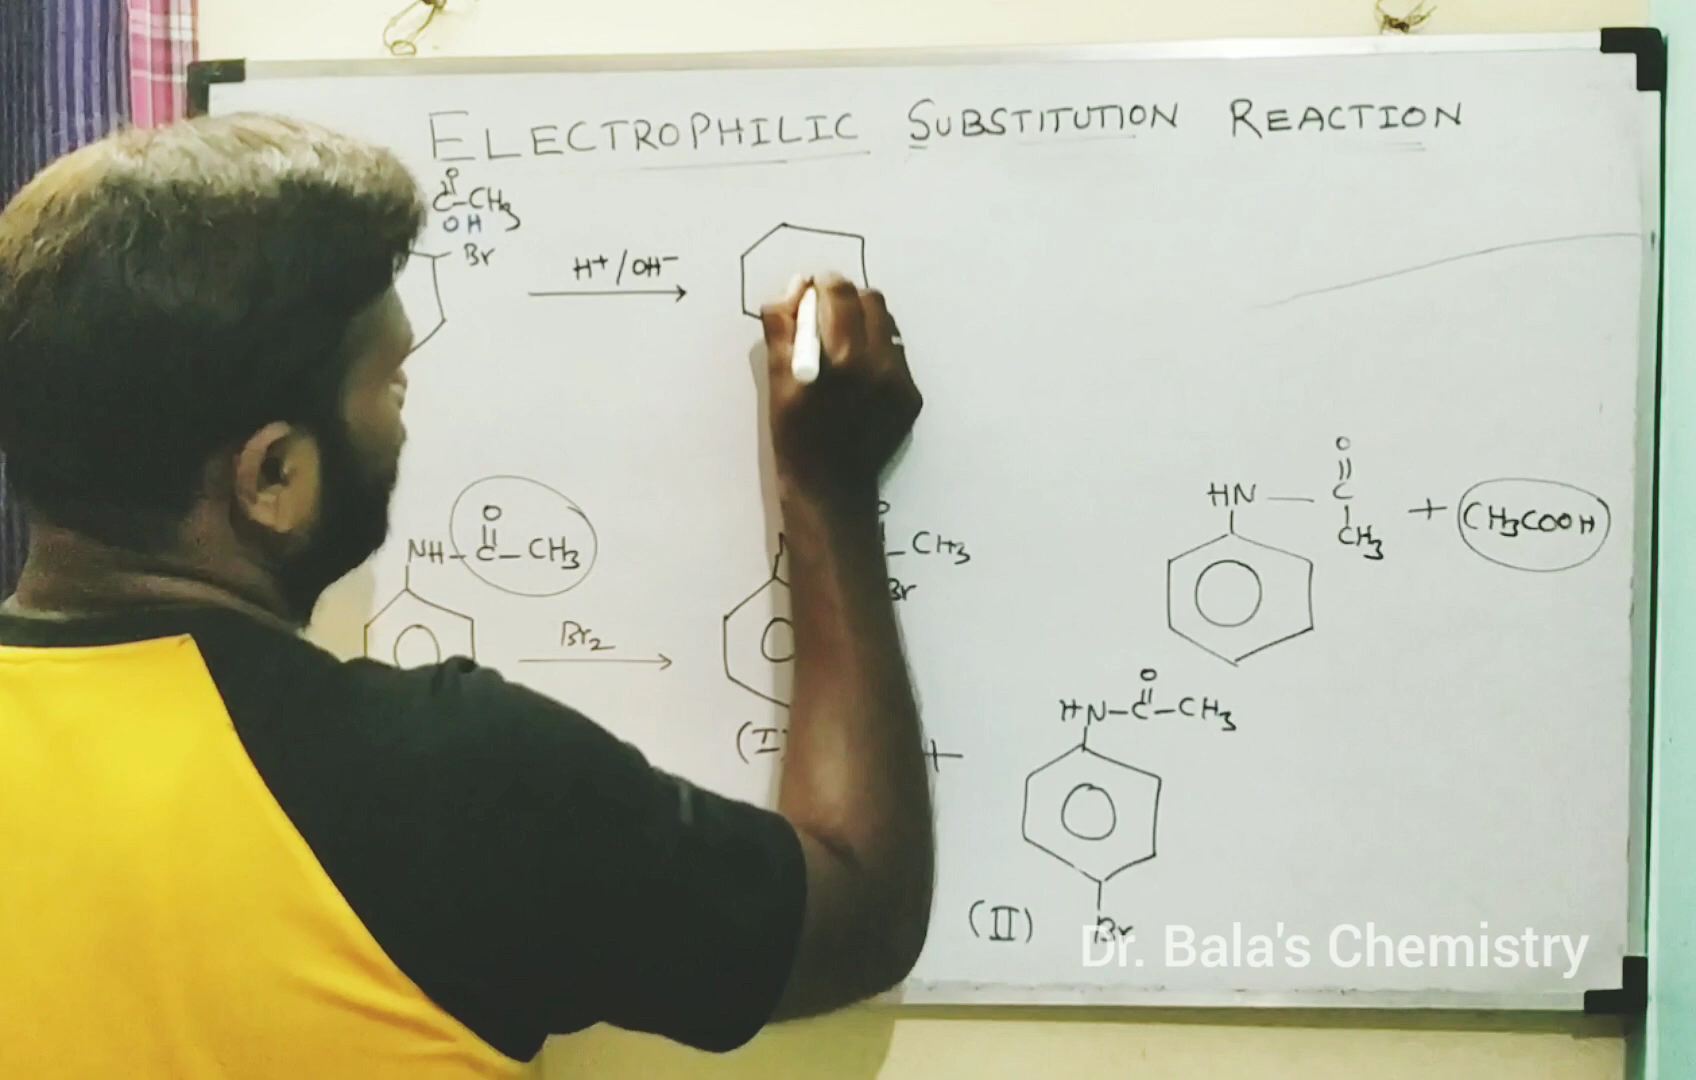 ELECTROPHILIC SUBSTITUTION REACTION
O
C-CH3
OH
Br
H+/OH-
O
NH-C-CH3
Br2
-CH3
Br
(I)
+
O
HN-C + CH3COOH
CH3
O
HN-C-CH3
(II)
Br
Dr. Bala's Chemistry